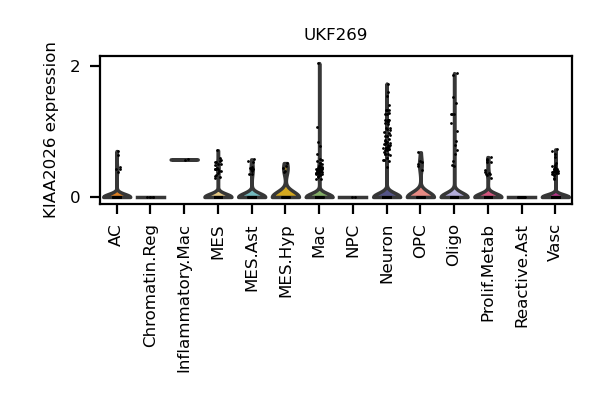 UKF269
KIAA2026 expression
2
0
AC
Chromatin.Reg
Inflammatory.Mac
MES
MES.Ast
MES.Hyp
Mac
NPC
Neuron
OPC
Oligo
Prolif.Metab
Reactive.Ast
Vasc